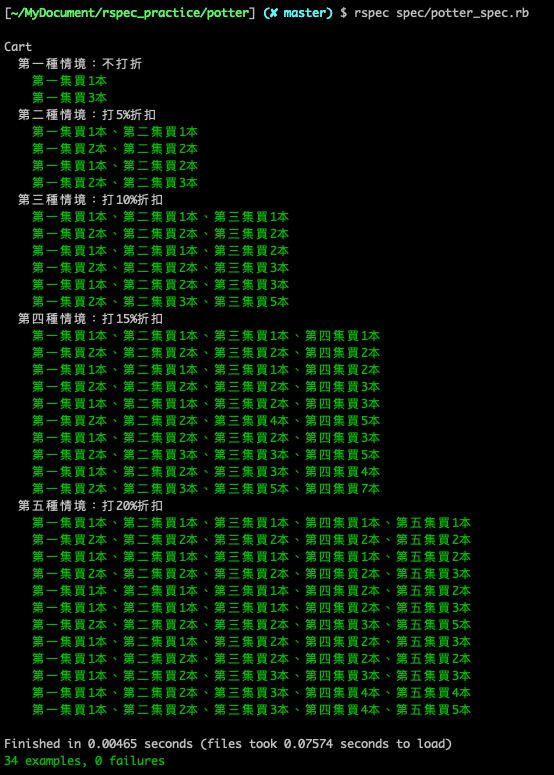 [~/MyDocument/rspec_practice/potter] (✘ master) $ rspec spec/potter_spec.rb
Cart
第一種情境：不打折
第一集買1本
第一集買3本
第二種情境：打5%折扣
第一集買1本、第二集買1本
第一集買2本、第二集買2本
第一集買1本、第二集買2本
第一集買2本、第二集買3本
第三種情境：打10%折扣
第一集買1本、第二集買1本、第三集買1本
第一集買2本、第二集買2本、第三集買2本
第一集買1本、第二集買1本、第三集買2本
第一集買2本、第二集買2本、第三集買3本
第一集買1本、第二集買2本、第三集買3本
第一集買2本、第二集買3本、第三集買5本
第四種情境：打15%折扣
第一集買1本、第二集買1本、第三集買1本、第四集買1本
第一集買2本、第二集買2本、第三集買2本、第四集買2本
第一集買1本、第二集買1本、第三集買1本、第四集買2本
第一集買2本、第二集買2本、第三集買2本、第四集買3本
第一集買1本、第二集買1本、第三集買2本、第四集買3本
第一集買2本、第二集買2本、第三集買4本、第四集買5本
第一集買1本、第二集買2本、第三集買2本、第四集買3本
第一集買2本、第二集買3本、第三集買3本、第四集買5本
第一集買1本、第二集買2本、第三集買3本、第四集買4本
第一集買2本、第二集買3本、第三集買5本、第四集買7本
第五種情境：打20%折扣
第一集買1本、第二集買1本、第三集買1本、第四集買1本、第五集買1本
第一集買2本、第二集買2本、第三集買2本、第四集買2本、第五集買2本
第一集買1本、第二集買1本、第三集買1本、第四集買1本、第五集買2本
第一集買2本、第二集買2本、第三集買2本、第四集買2本、第五集買3本
第一集買1本、第二集買1本、第三集買1本、第四集買2本、第五集買2本
第一集買1本、第二集買1本、第三集買1本、第四集買2本、第五集買3本
第一集買2本、第二集買2本、第三集買2本、第四集買3本、第五集買5本
第一集買1本、第二集買1本、第三集買2本、第四集買2本、第五集買3本
第一集買1本、第二集買2本、第三集買2本、第四集買2本、第五集買2本
第一集買1本、第二集買2本、第三集買3本、第四集買3本、第五集買3本
第一集買1本、第二集買2本、第三集買3本、第四集買4本、第五集買4本
第一集買1本、第二集買2本、第三集買3本、第四集買4本、第五集買5本
Finished in 0.00465 seconds (files took 0.07574 seconds to load)
34 examples, 0 failures